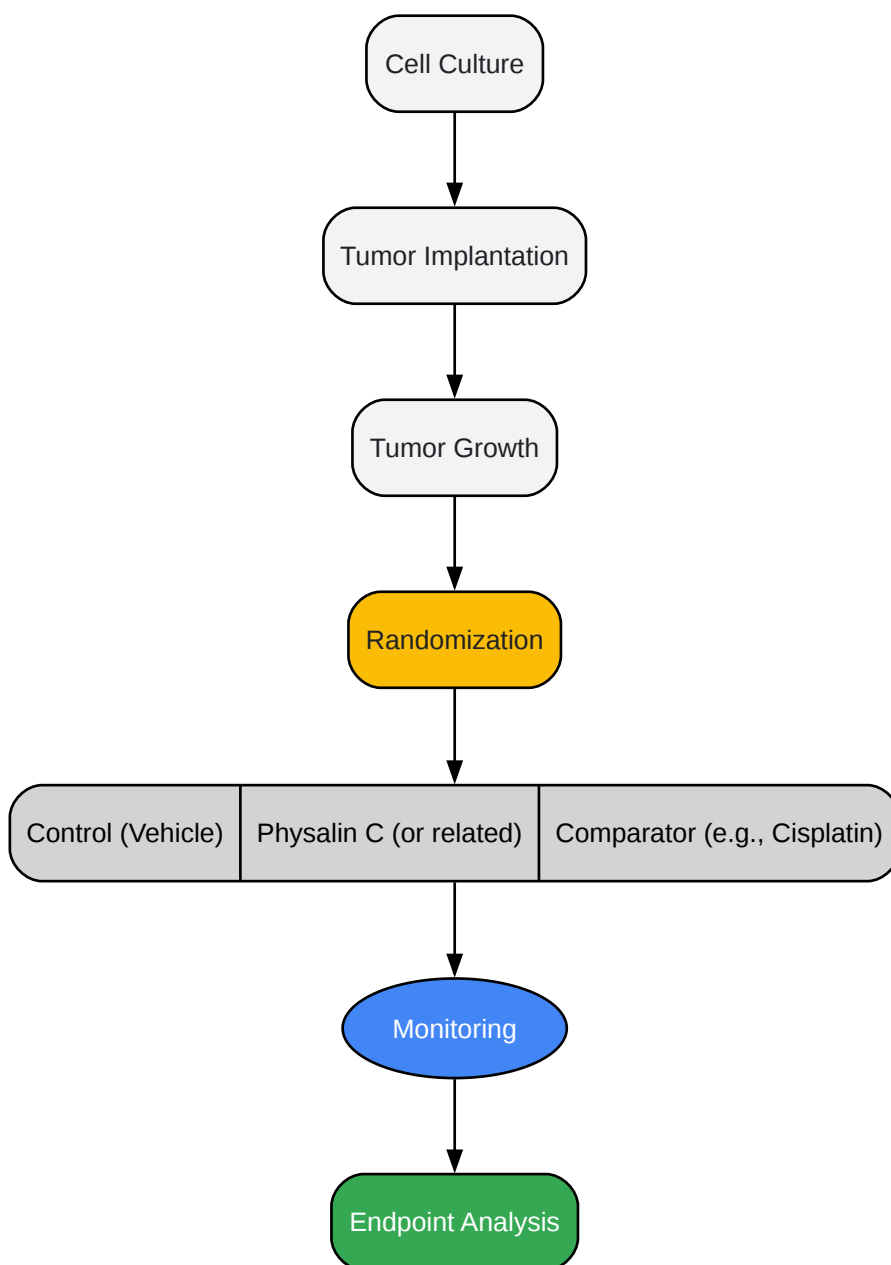 Cell Culture
Tumor Implantation
Tumor Growth
Randomization
Control (Vehicle) Physalin C (or related) Comparator (e.g., Cisplatin)
Monitoring
Endpoint Analysis